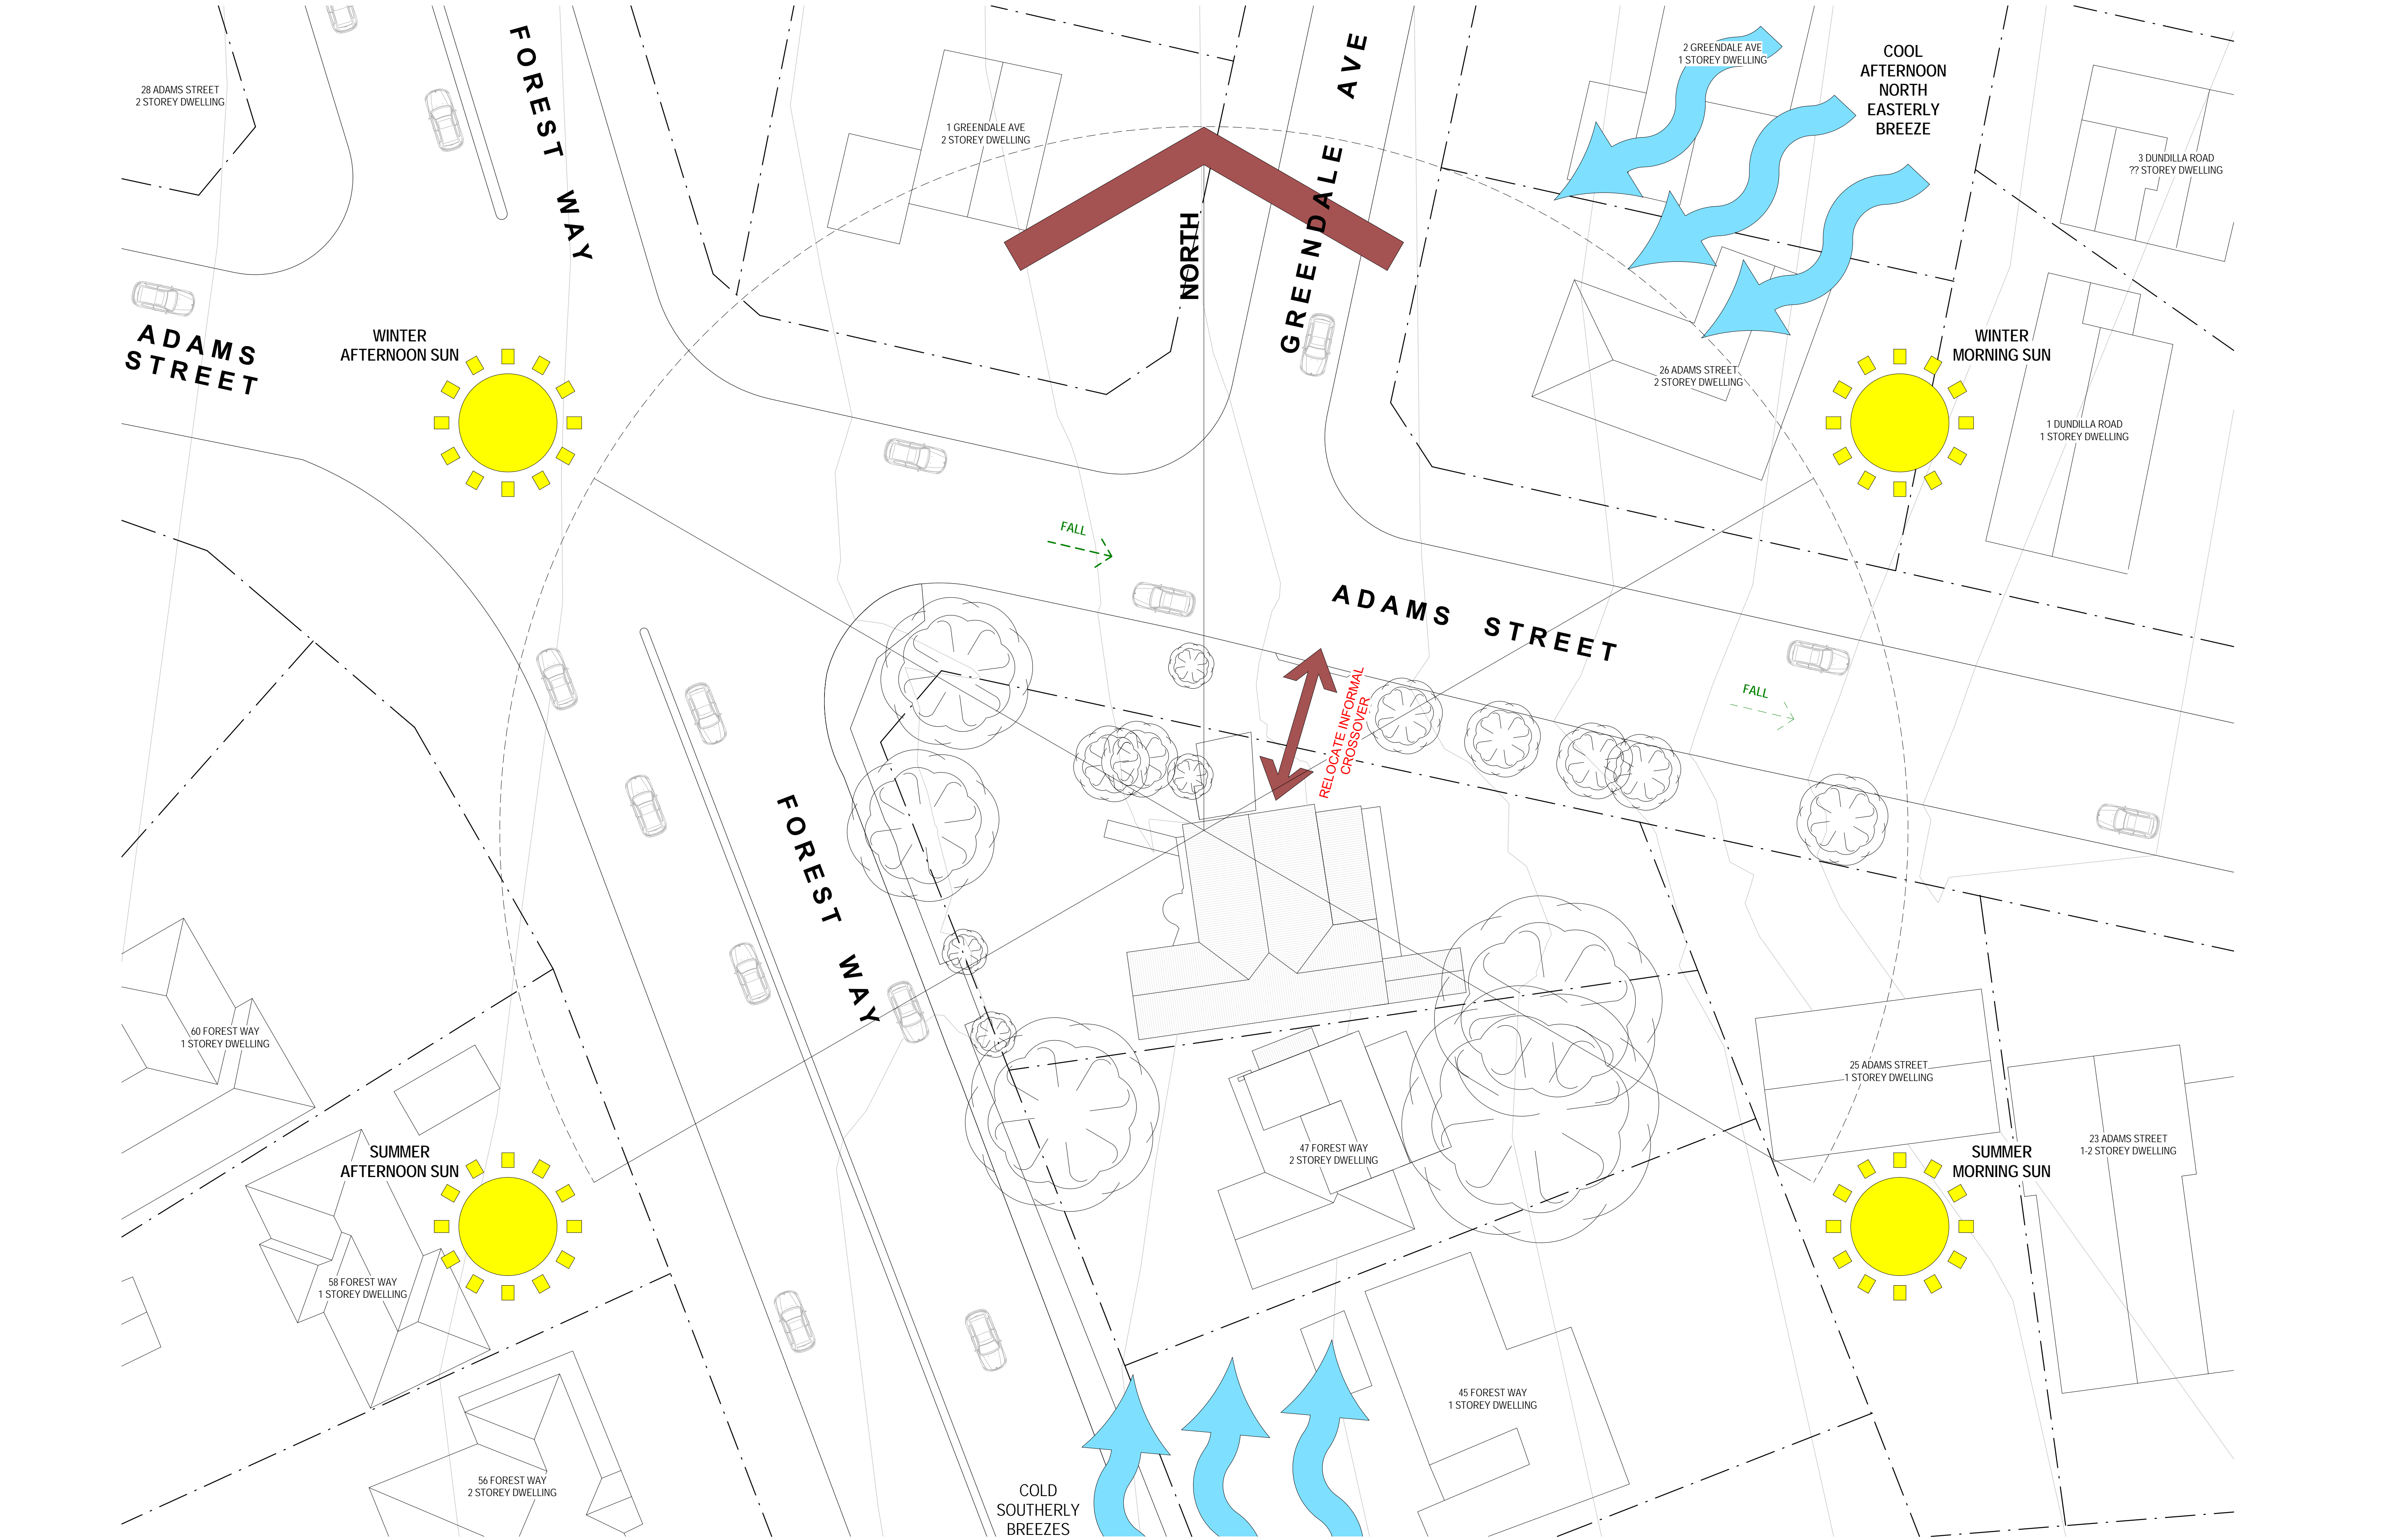 FOREST WAY
GREENDALE AVE
2 GREENDALE AVE
1 STOREY DWELLING
COOL
AFTERNOON
NORTH
EASTERLY
BREEZE
28 ADAMS STREET
2 STOREY DWELLING
1 GREENDALE AVE
2 STOREY DWELLING
3 DUNDILLA ROAD
?? STOREY DWELLING
NORTH
ADAMS
STREET
WINTER
AFTERNOON SUN
WINTER
MORNING SUN
26 ADAMS STREET
2 STOREY DWELLING
1 DUNDILLA ROAD
1 STOREY DWELLING
FALL
ADAMS STREET
FALL
RELOCATE INFORMAL
CROSSOVER
FOREST WAY
60 FOREST WAY
1 STOREY DWELLING
25 ADAMS STREET
1 STOREY DWELLING
SUMMER
AFTERNOON SUN
47 FOREST WAY
2 STOREY DWELLING
SUMMER
MORNING SUN
23 ADAMS STREET
1-2 STOREY DWELLING
58 FOREST WAY
1 STOREY DWELLING
45 FOREST WAY
1 STOREY DWELLING
56 FOREST WAY
2 STOREY DWELLING
COLD
SOUTHERLY
BREEZES